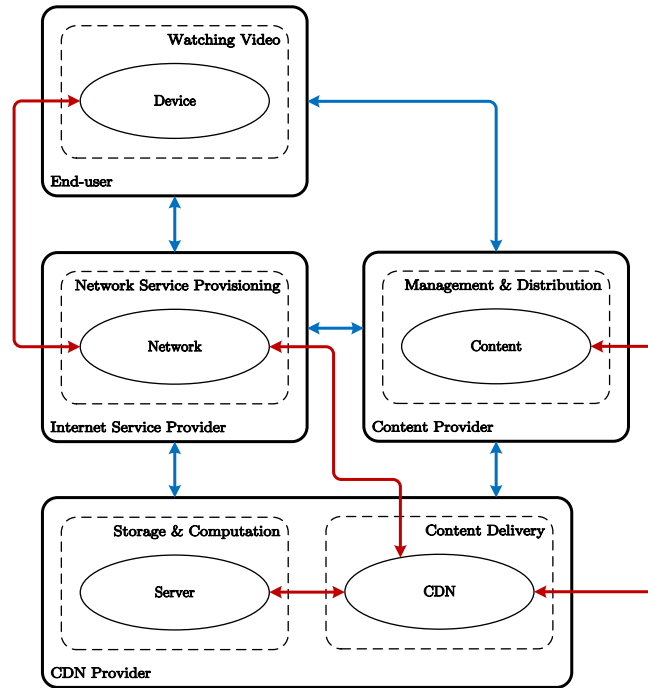 Watching Video
Device
End-user
Network Service Provisioning
Network
Internet Service Provider
Management & Distribution
Content
Content Provider
Storage & Computation
Server
Content Delivery
CDN
CDN Provider